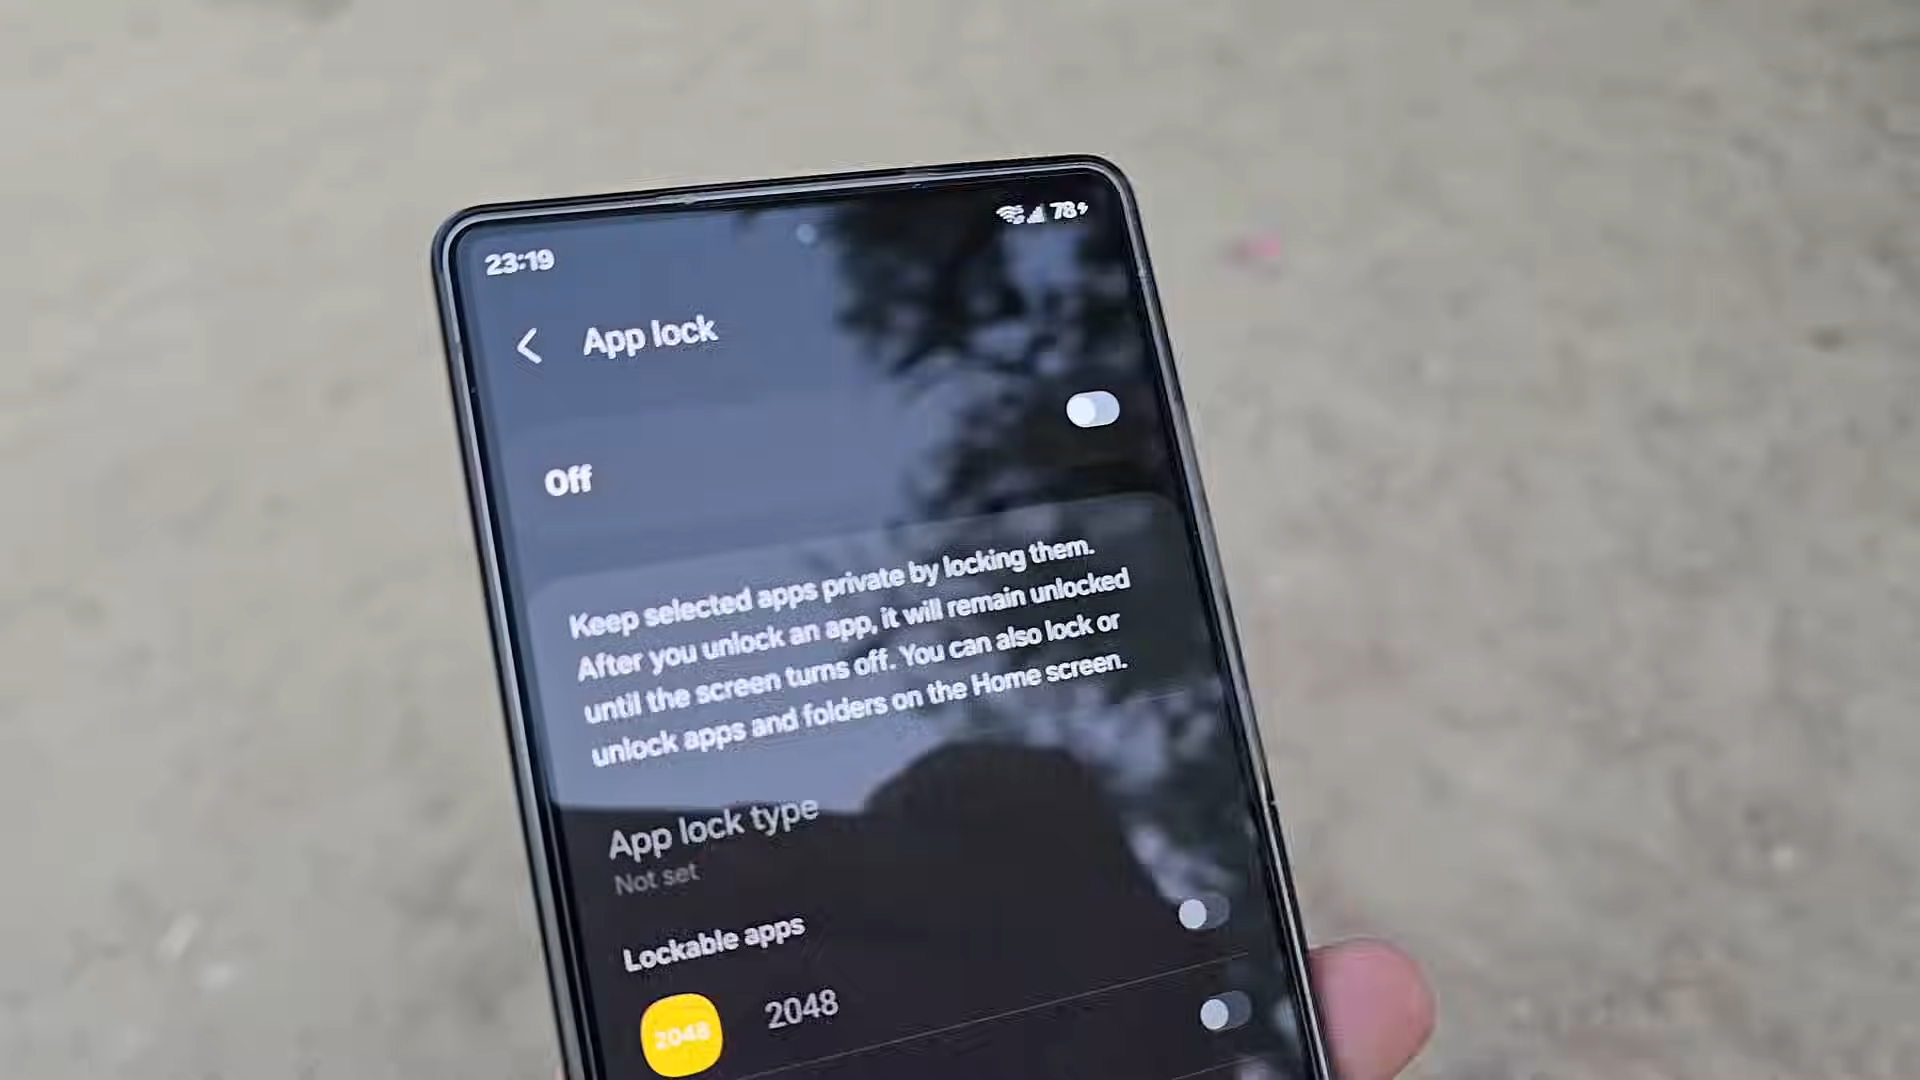 23:19
78
App lock
Off
Keep selected apps private by locking them.
After you unlock an app, it will remain unlocked
until the screen turns off. You can also lock or
unlock apps and folders on the Home screen.
App lock type
Not set
Lockable apps
2048
2048